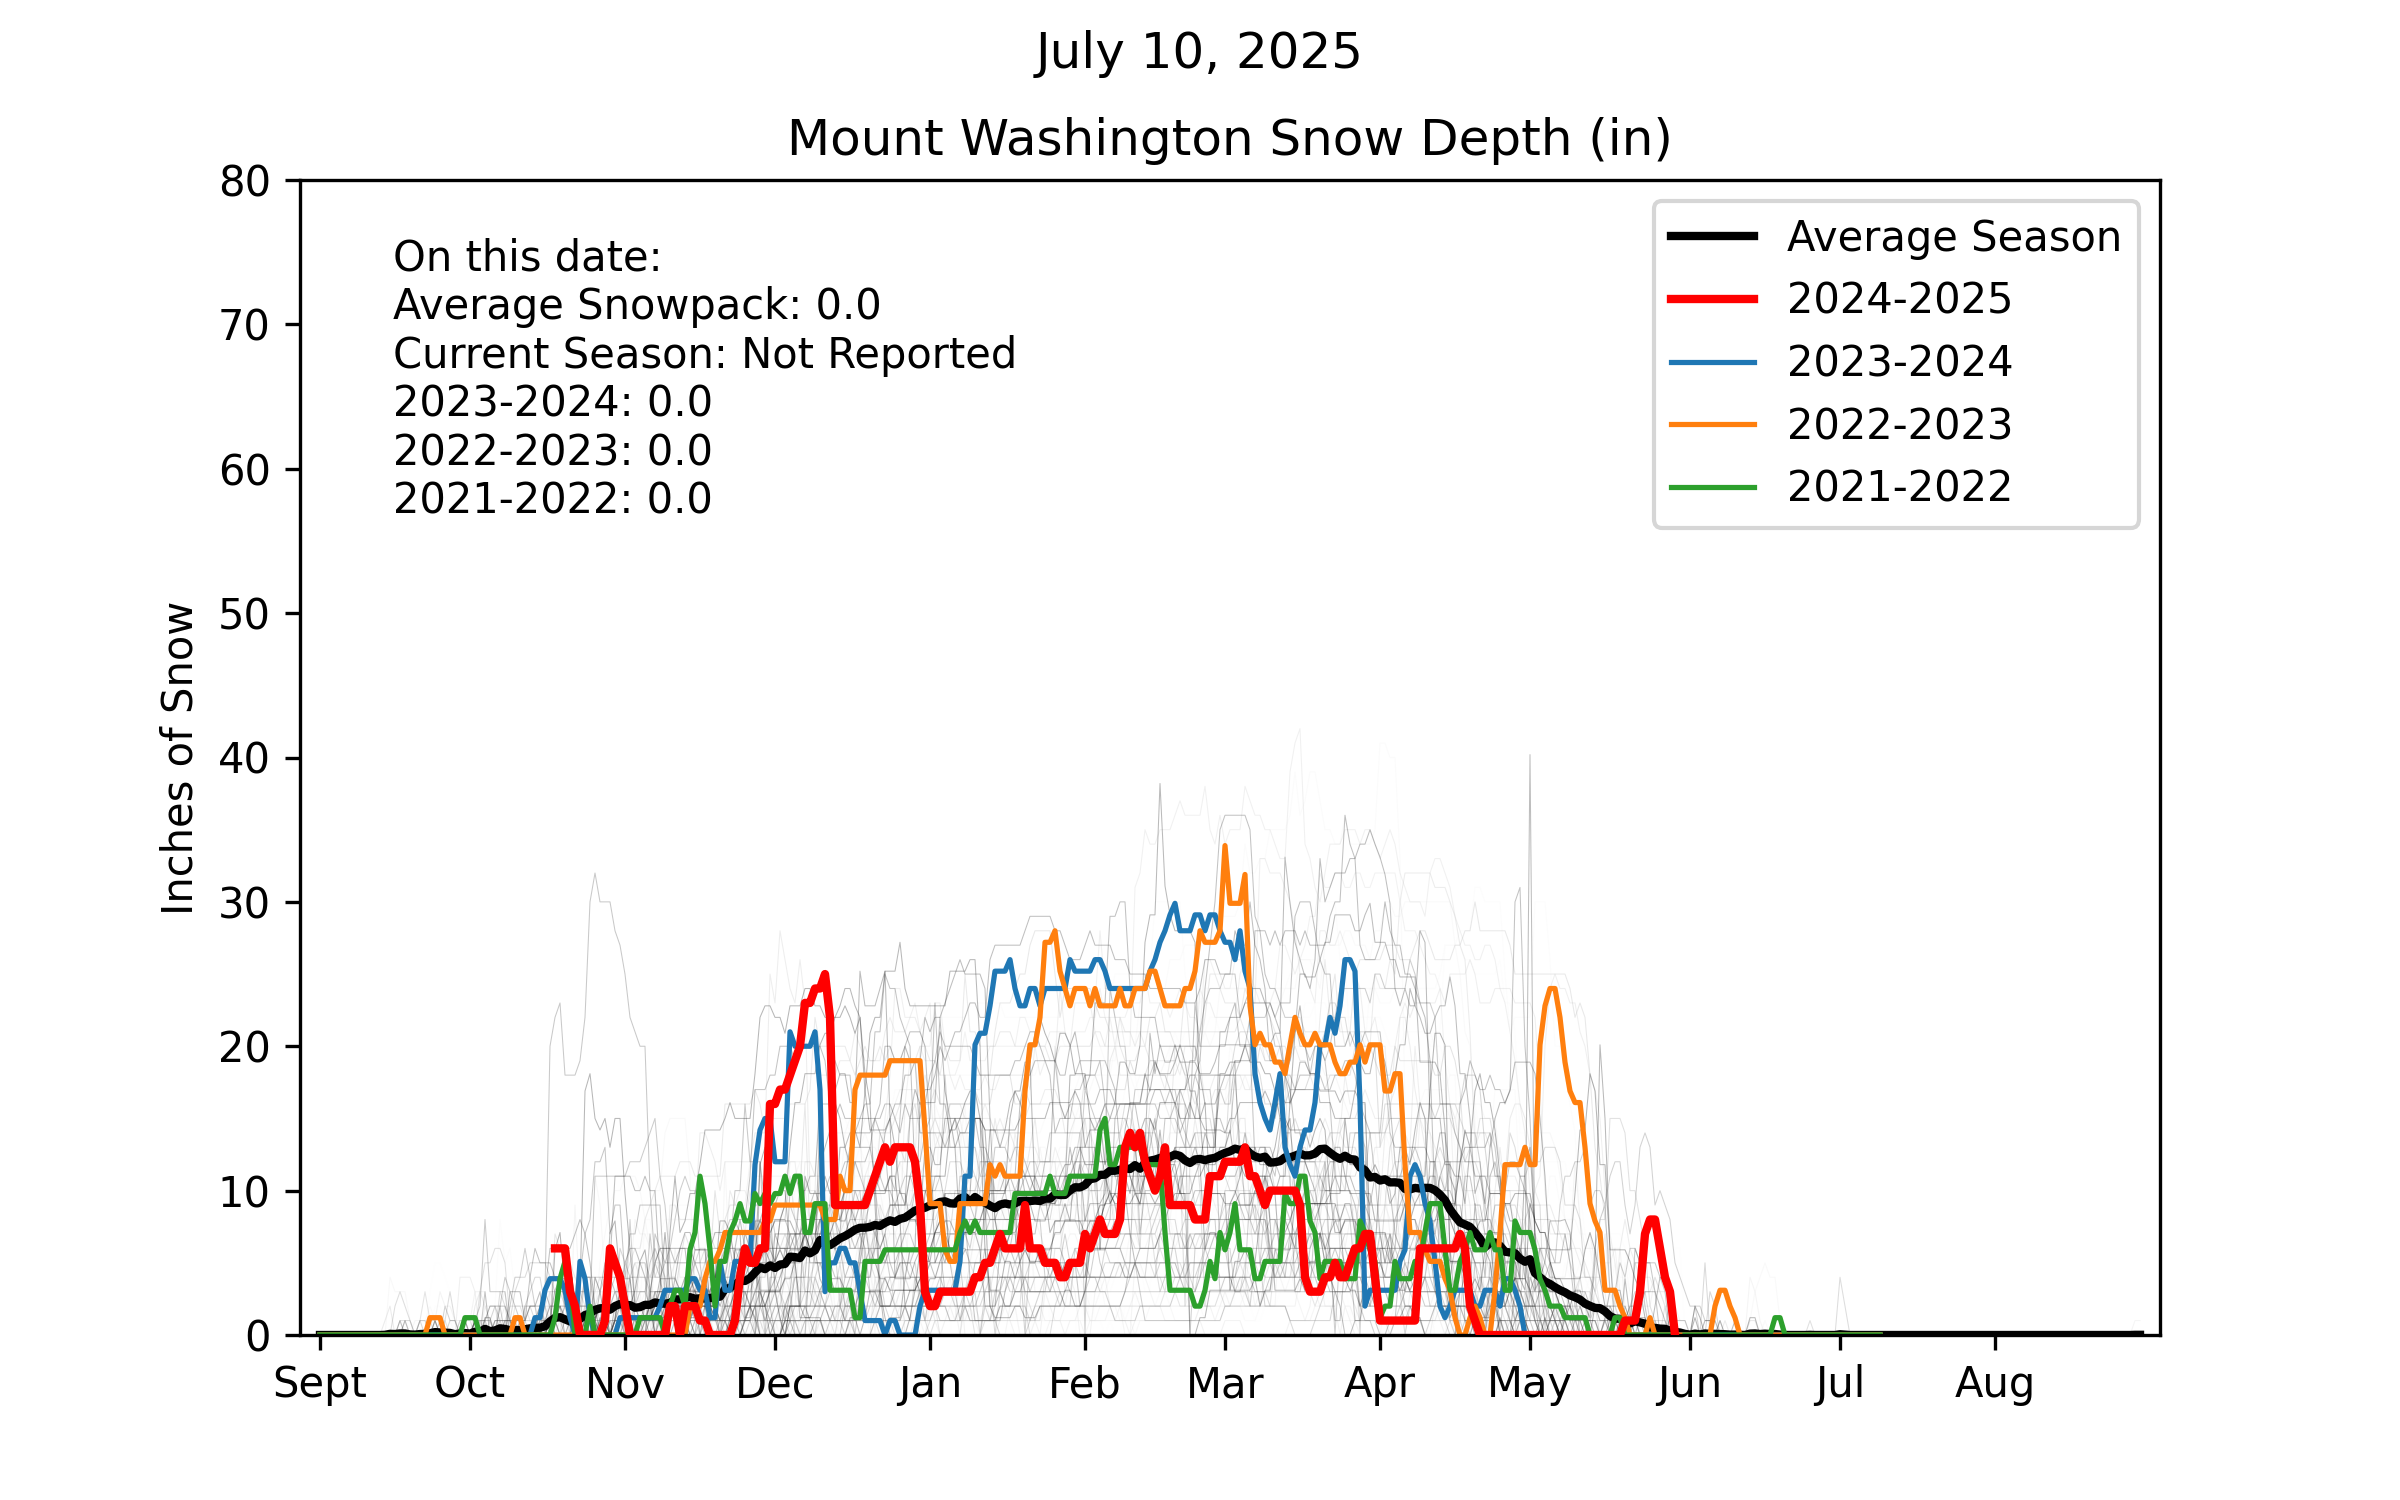 July 10, 2025
Mount Washington Snow Depth (in)
80
70
60
50
40
30
20
10
0
Inches of Snow
On this date:
Average Snowpack: 0.0
Current Season: Not Reported
2023-2024: 0.0
2022-2023: 0.0
2021-2022: 0.0
Average Season
2024-2025
2023-2024
2022-2023
2021-2022
Sept Oct Nov Dec Jan Feb Mar Apr May Jun Jul Aug